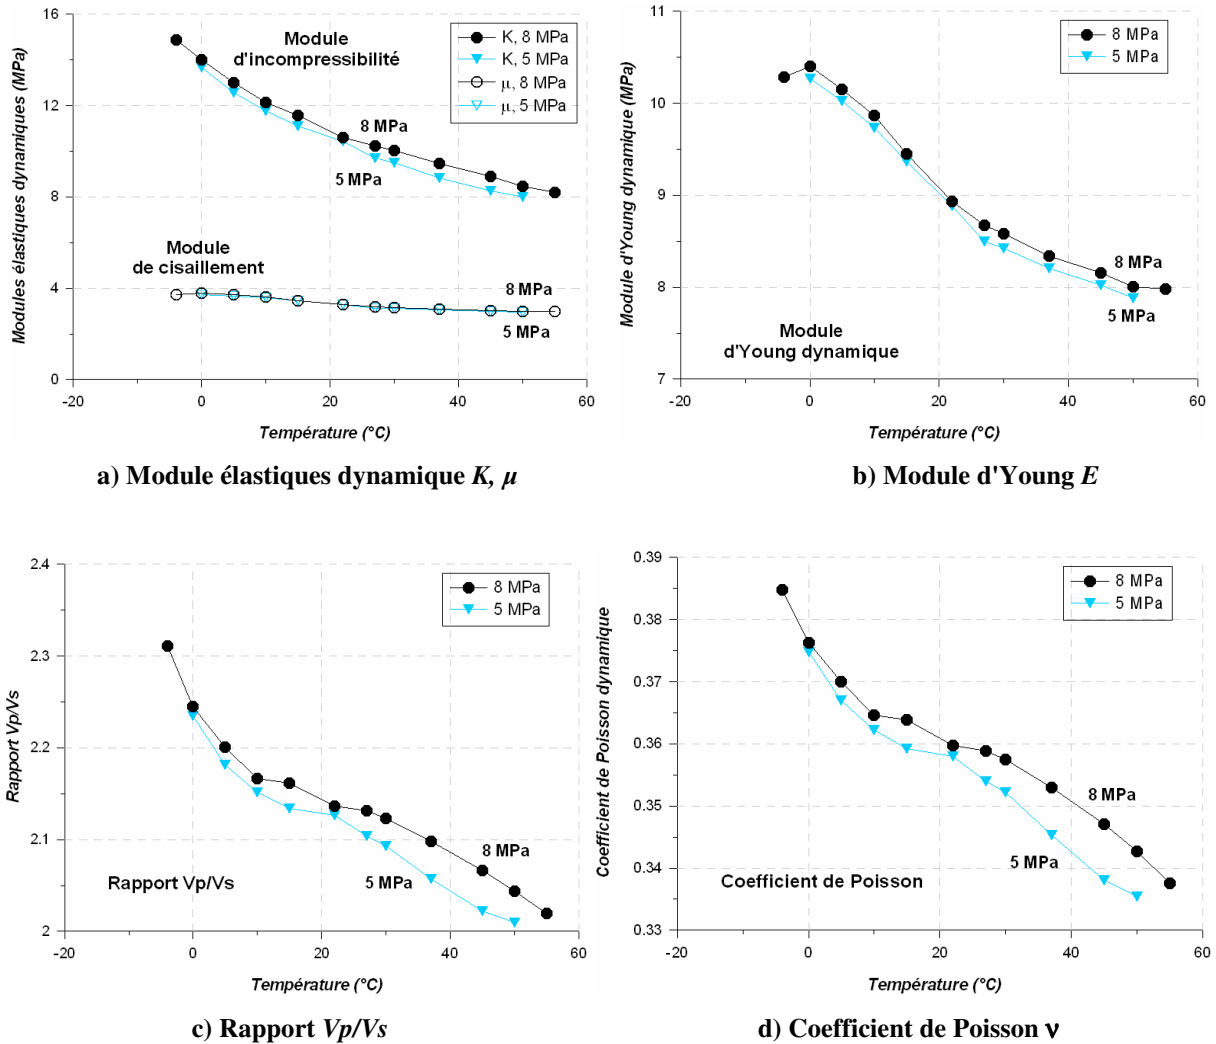 16
12
8
4
0
-20
0
20
40
60
Modules élastiques dynamiques (MPa)
Température (°C)
Module
d'incompressibilité
K, 8 MPa
K, 5 MPa
μ, 8 MPa
μ, 5 MPa
8 MPa
5 MPa
Module
de cisaillement
8 MPa
5 MPa
a) Module élastiques dynamique K, μ
11
10
9
8
7
-20
0
20
40
60
Module d'Young dynamique (MPa)
Température (°C)
8 MPa
5 MPa
8 MPa
5 MPa
Module
d'Young dynamique
b) Module d'Young E
2.4
2.3
2.2
2.1
2
-20
0
20
40
60
Rapport Vp/Vs
Température (°C)
8 MPa
5 MPa
8 MPa
5 MPa
Rapport Vp/Vs
c) Rapport Vp/Vs
0.39
0.38
0.37
0.36
0.35
0.34
0.33
-20
0
20
40
60
Coefficient de Poisson dynamique
Température (°C)
8 MPa
5 MPa
8 MPa
5 MPa
Coefficient de Poisson
d) Coefficient de Poisson ν